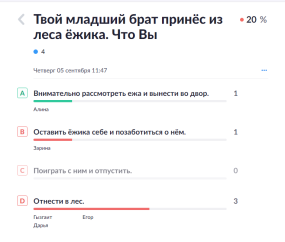 Твой младший брат принёс из
леса ёжика. Что Вы
20 %
4
Четверг 05 сентября 11:47
A Внимательно рассмотреть ежа и вынести во двор. 1
Алина
B Оставить ёжика себе и позаботиться о нём. 1
Зарина
C Поиграть с ним и отпустить. 0
D Отнести в лес. 3
Гызгаит Егор
Дарья